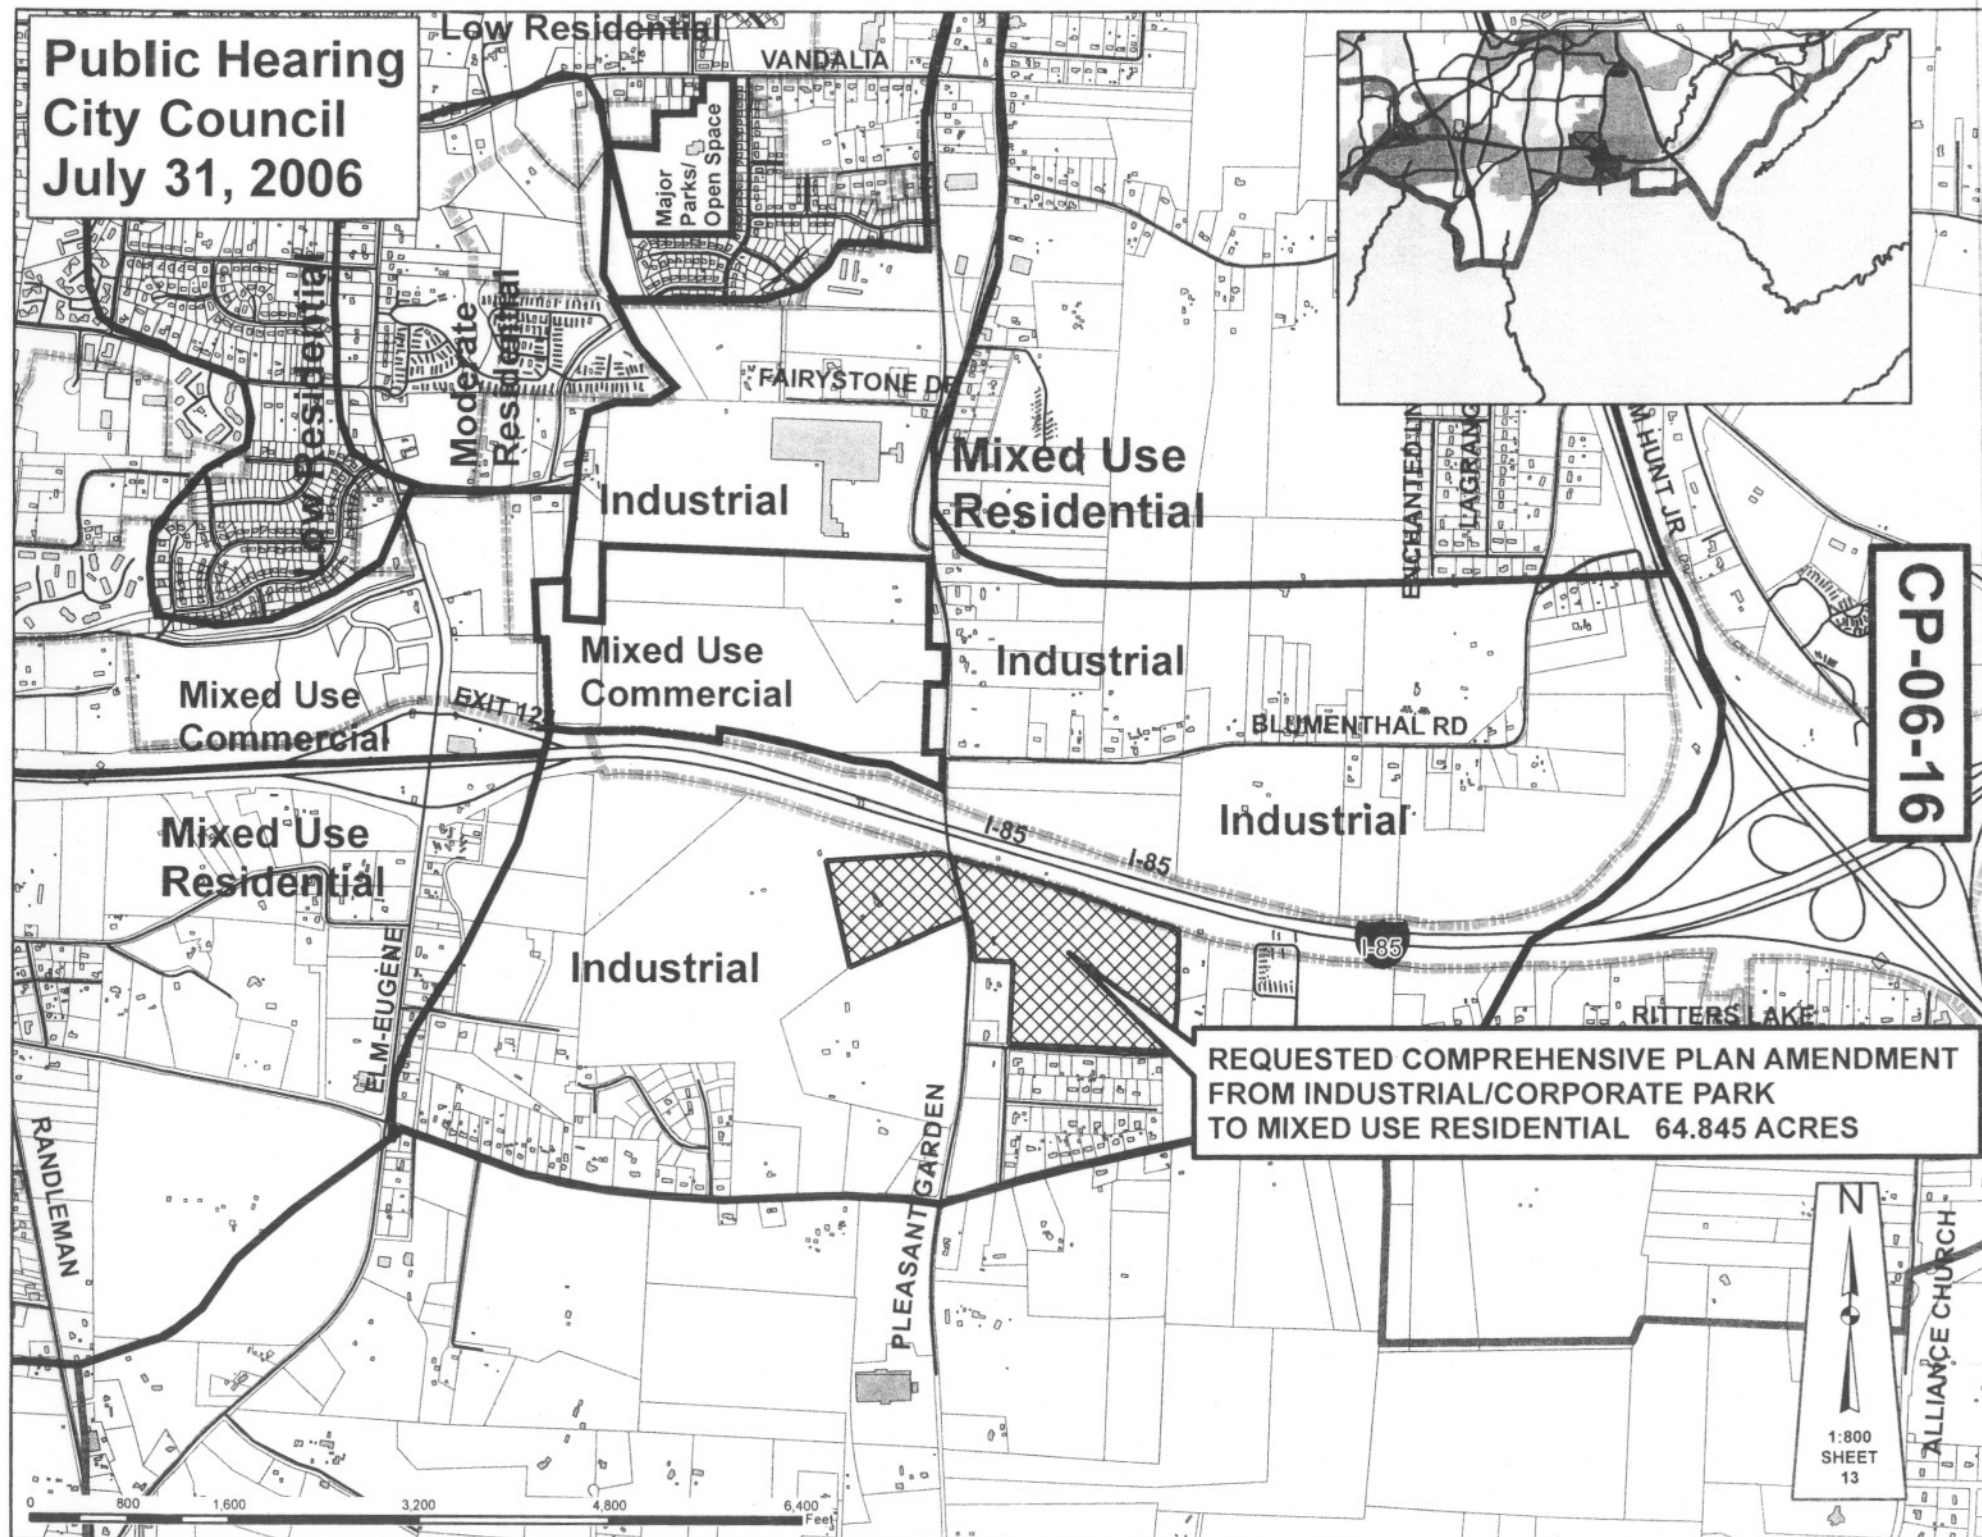 Public Hearing
City Council
July 31, 2006
Low Residential
VANDALIA
Major
Parks/
Open Space
Low Residential
Moderate
Residential
FAIRYSTONE DR
Industrial
Mixed Use
Residential
ENCHANTED LN
LAGRANG
M HUNT JR
CP-06-16
Mixed Use
Commercial
Mixed Use
Commercial
EXIT 12
Industrial
BLUMENTHAL RD
Industrial
Mixed Use
Residential
I-85
I-85
I-85
Industrial
ELM-EUGENE
RITTERS LAKE
REQUESTED COMPREHENSIVE PLAN AMENDMENT
FROM INDUSTRIAL/CORPORATE PARK
TO MIXED USE RESIDENTIAL 64.845 ACRES
RANDLEMAN
PLEASANT GARDEN
ALLIANCE CHURCH
N
1:800
SHEET
13
0 800 1,600 3,200 4,800 6,400
Feet